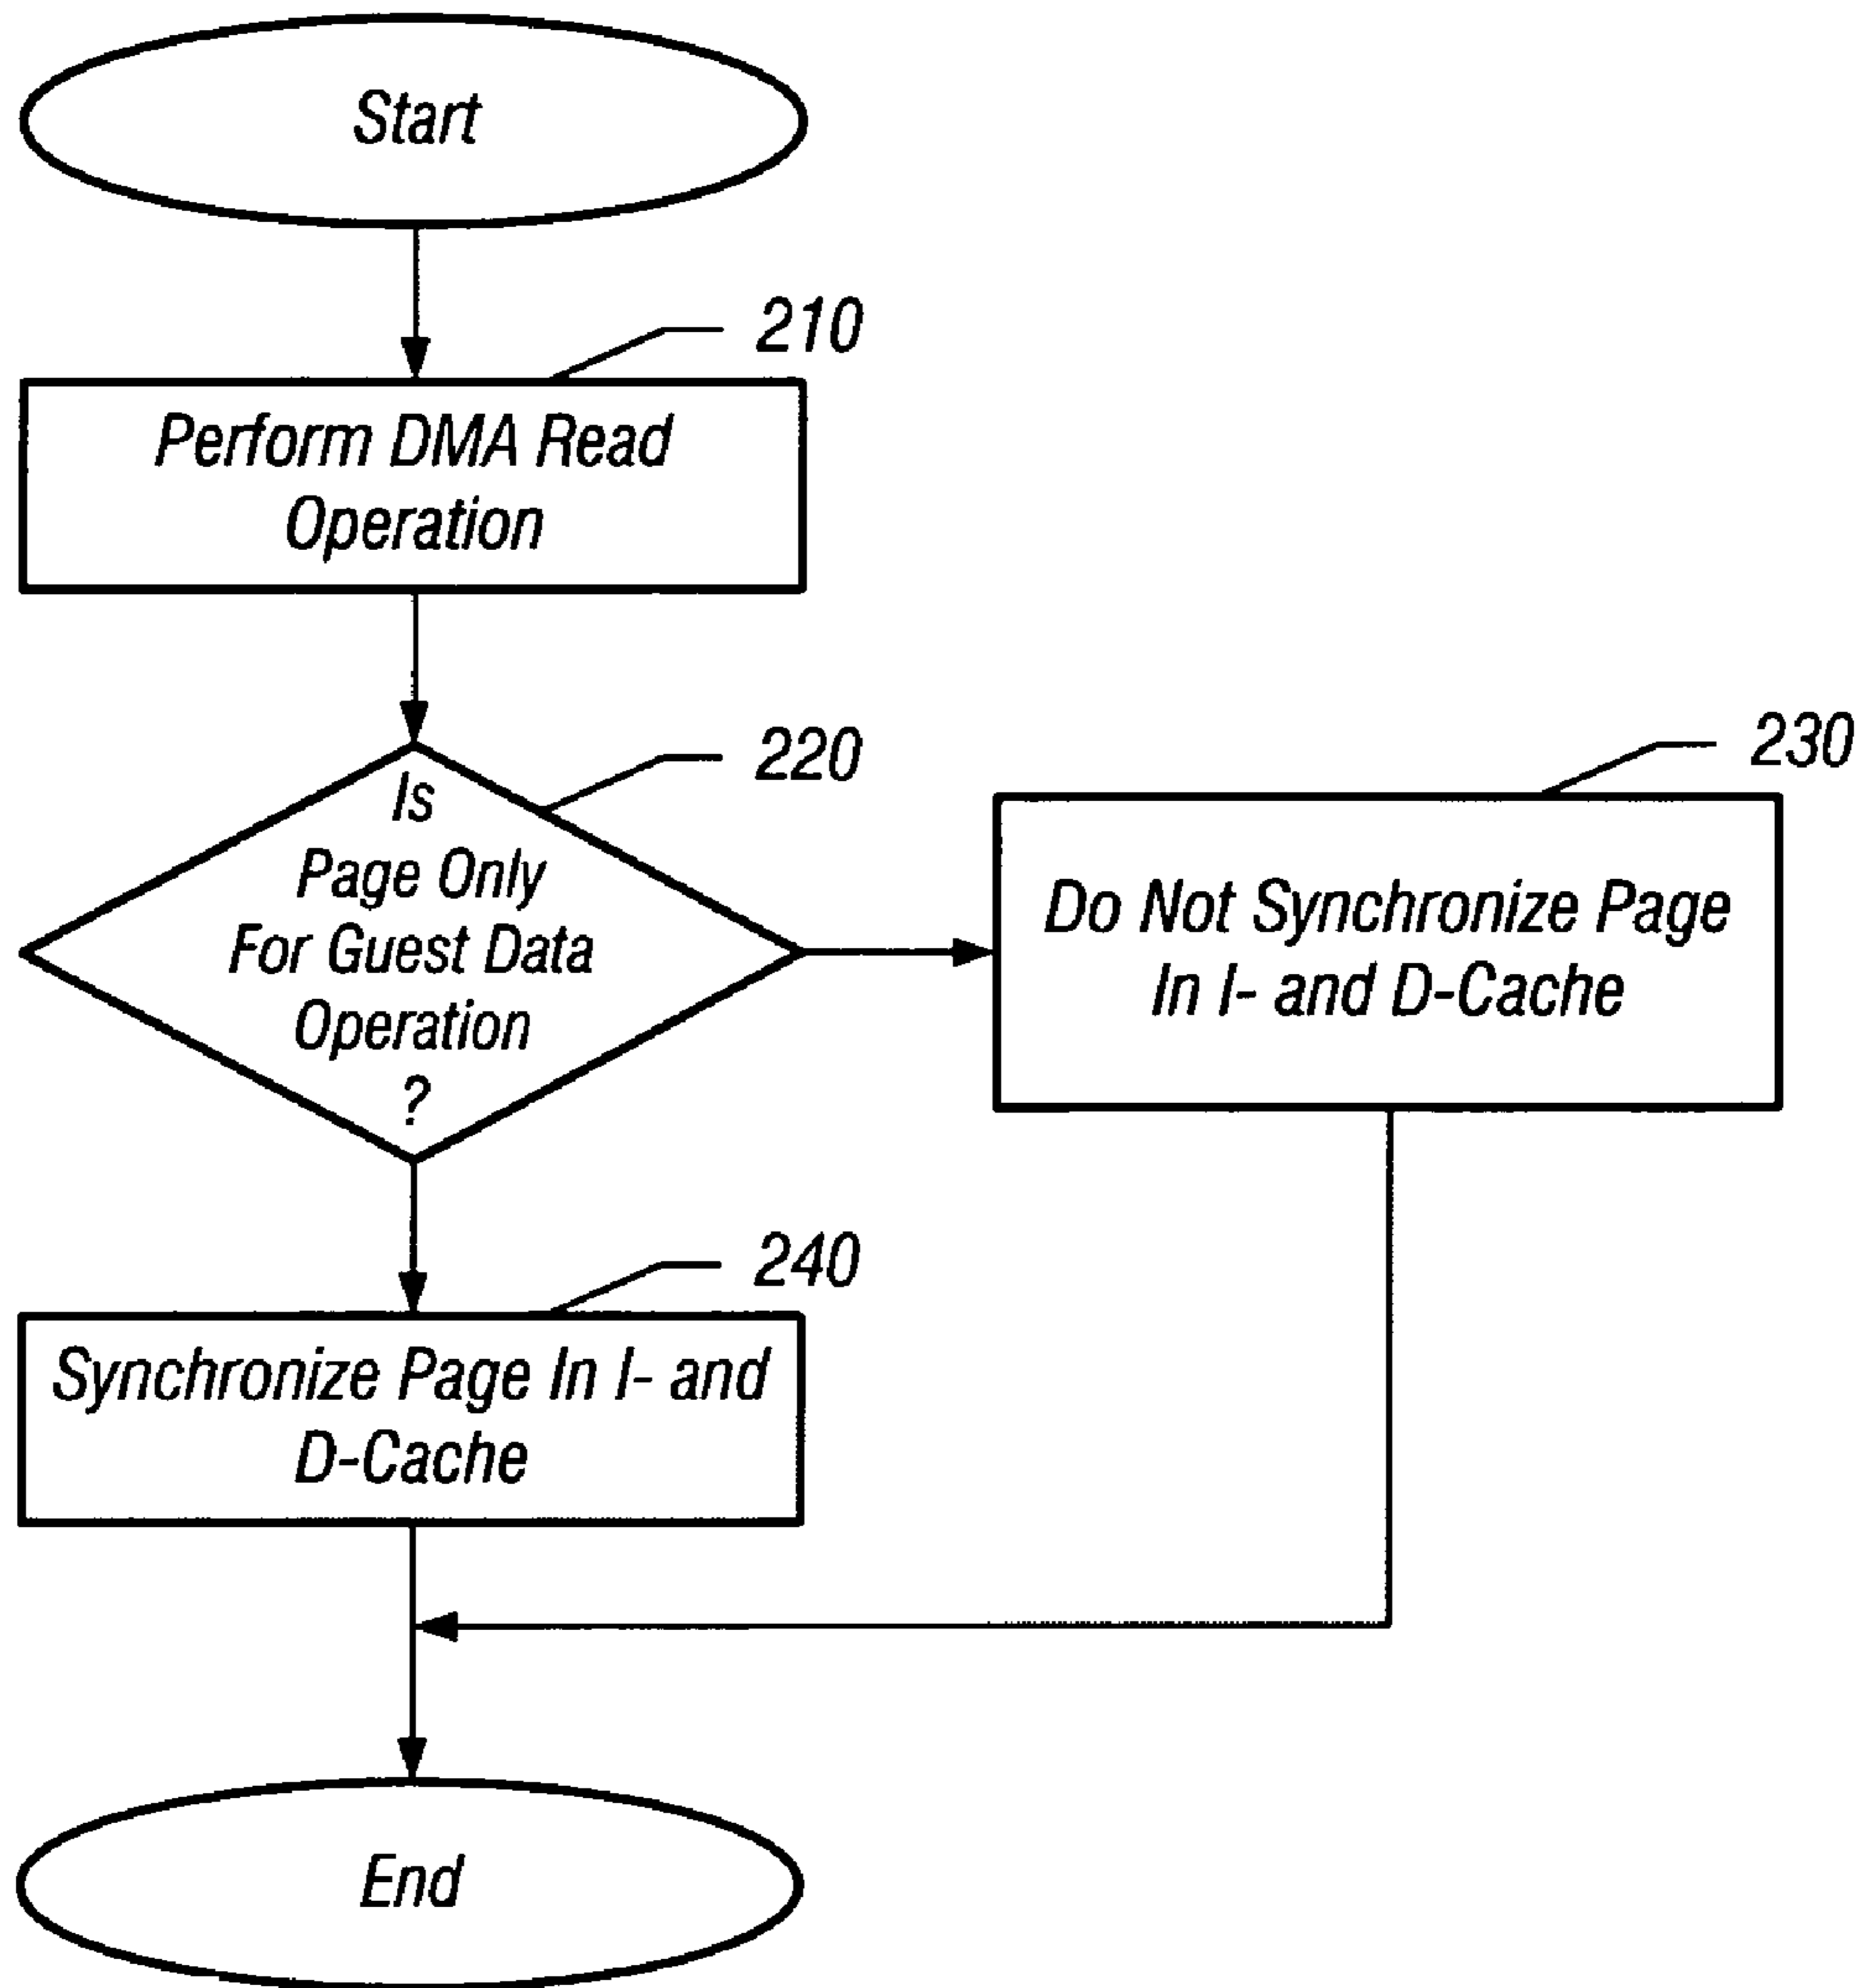 Start
210
Perform DMA Read
Operation
220
Is
Page Only
For Guest Data
Operation
?
230
Do Not Synchronize Page
In I- and D-Cache
240
Synchronize Page In I- and
D-Cache
End